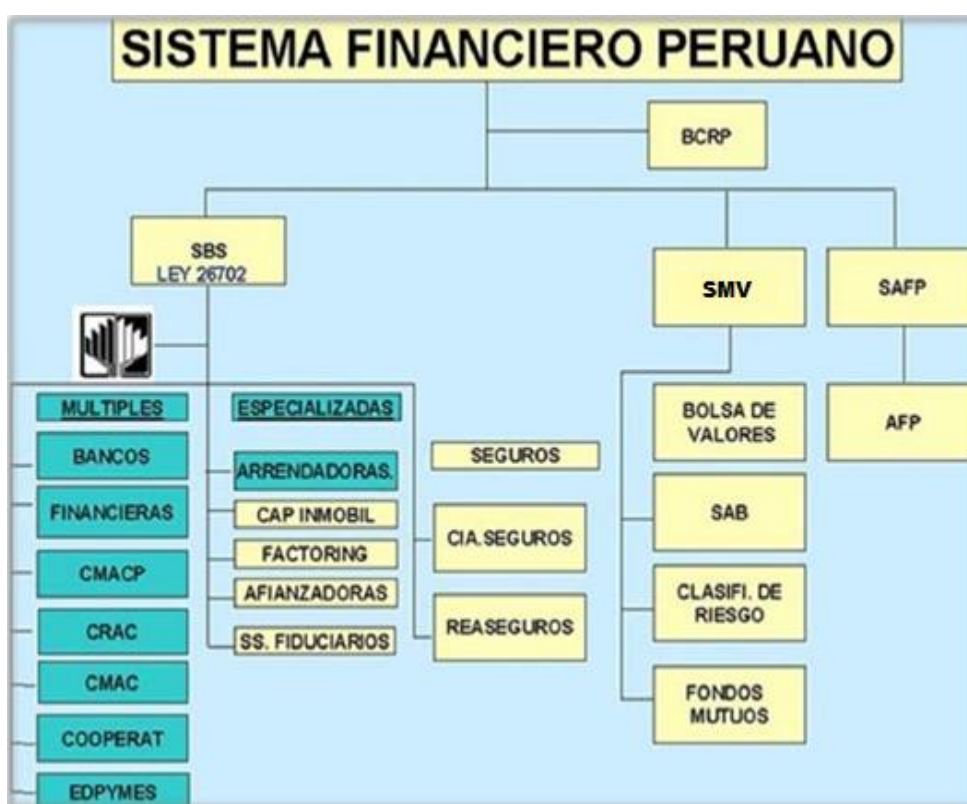 SISTEMA FINANCIERO PERUANO
BCRP
SBS
LEY 26702
SMV
SAFP
MULTIPLES
BANCOS
FINANCIERAS
CMACP
CRAC
CMAC
COOPERAT
EDPYMES
ESPECIALIZADAS
ARRENDADORAS.
CAP INMOBIL
FACTORING
AFIANZADORAS
SS. FIDUCIARIOS
SEGUROS
CIA.SEGUROS
REASEGUROS
BOLSA DE
VALORES
SAB
CLASIFI. DE
RIESGO
FONDOS
MUTUOS
AFP